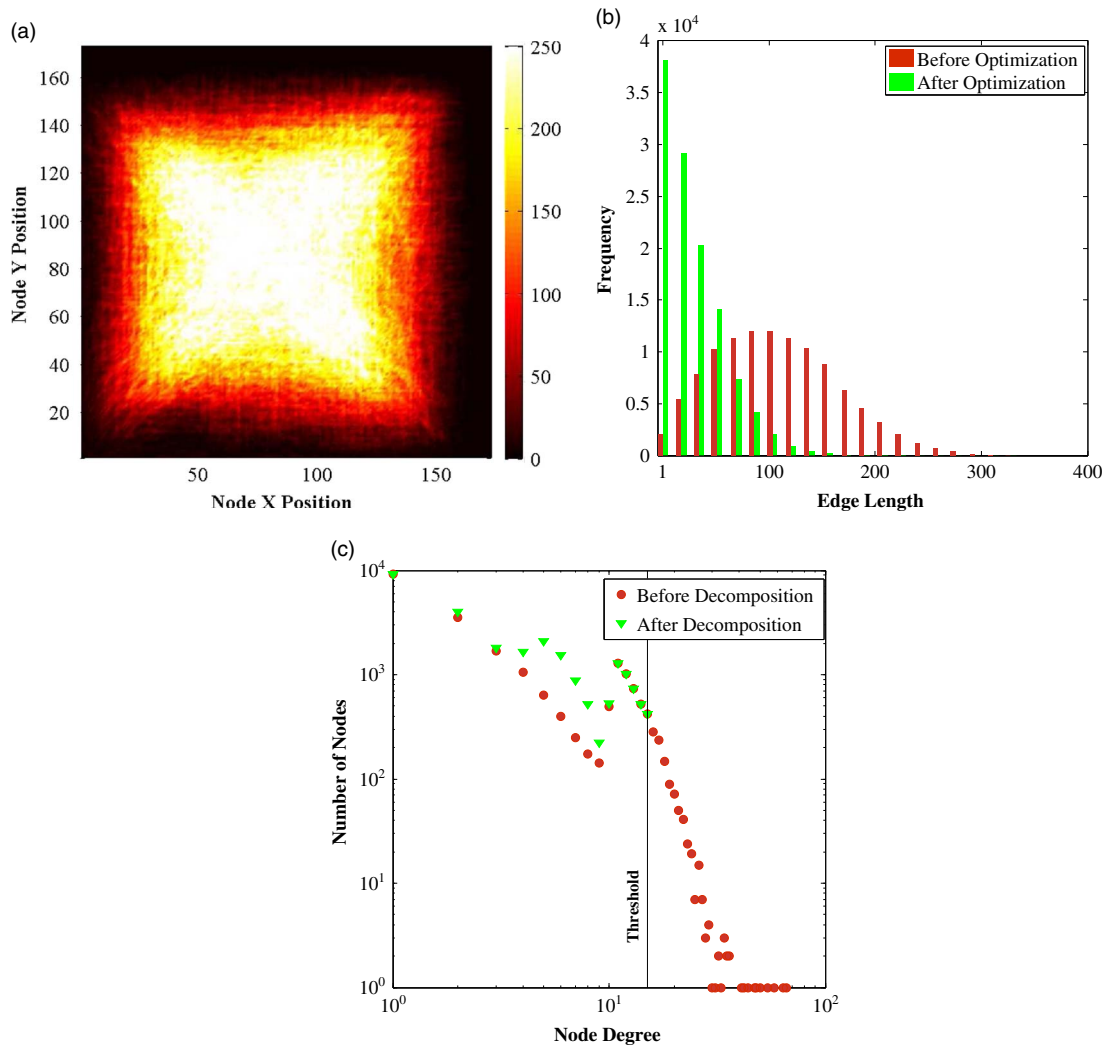 (a)
160
140
120
100
80
60
40
20
50
100
150
Node Y Position
Node X Position
250
200
150
100
50
0
(b)
x 10⁴
4
3.5
3
2.5
2
1.5
1
0.5
0
1
100
200
300
400
Frequency
Edge Length
Before Optimization
After Optimization
(c)
10⁴
10³
10²
10¹
10⁰
10⁰
10¹
10²
Number of Nodes
Node Degree
Before Decomposition
After Decomposition
Threshold